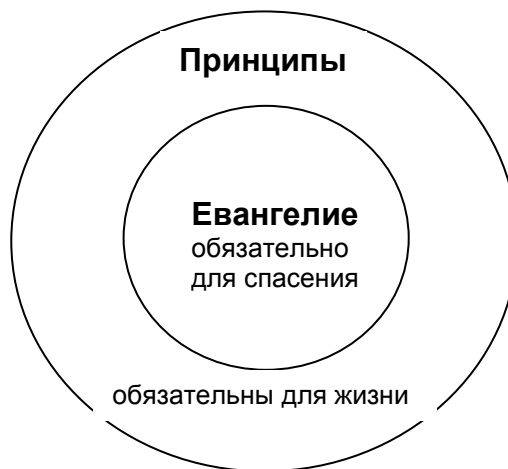 Принципы
Евангелие
обязательно
для спасения
обязательны для жизни